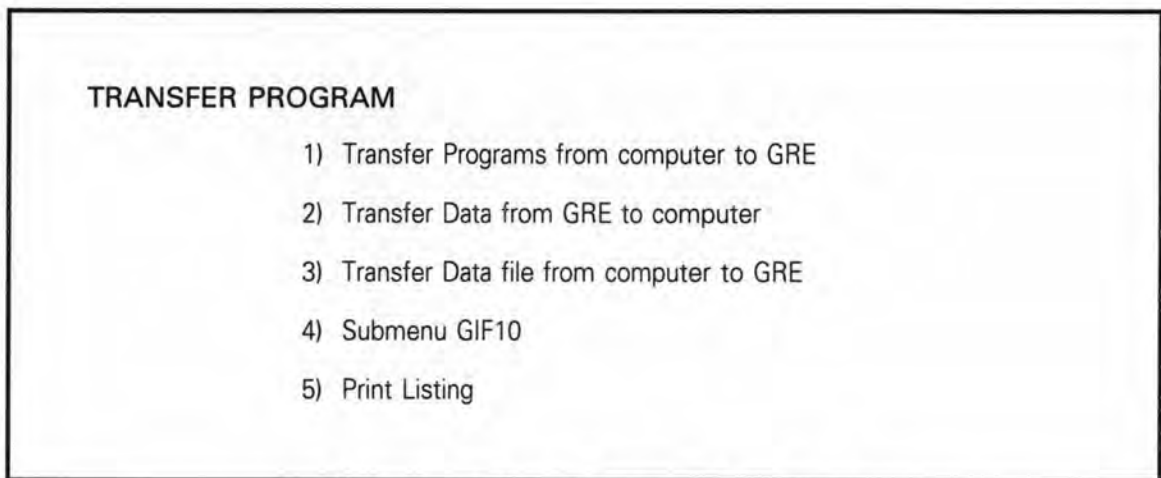 TRANSFER PROGRAM
1) Transfer Programs from computer to GRE
2) Transfer Data from GRE to computer
3) Transfer Data file from computer to GRE
4) Submenu GIF10
5) Print Listing